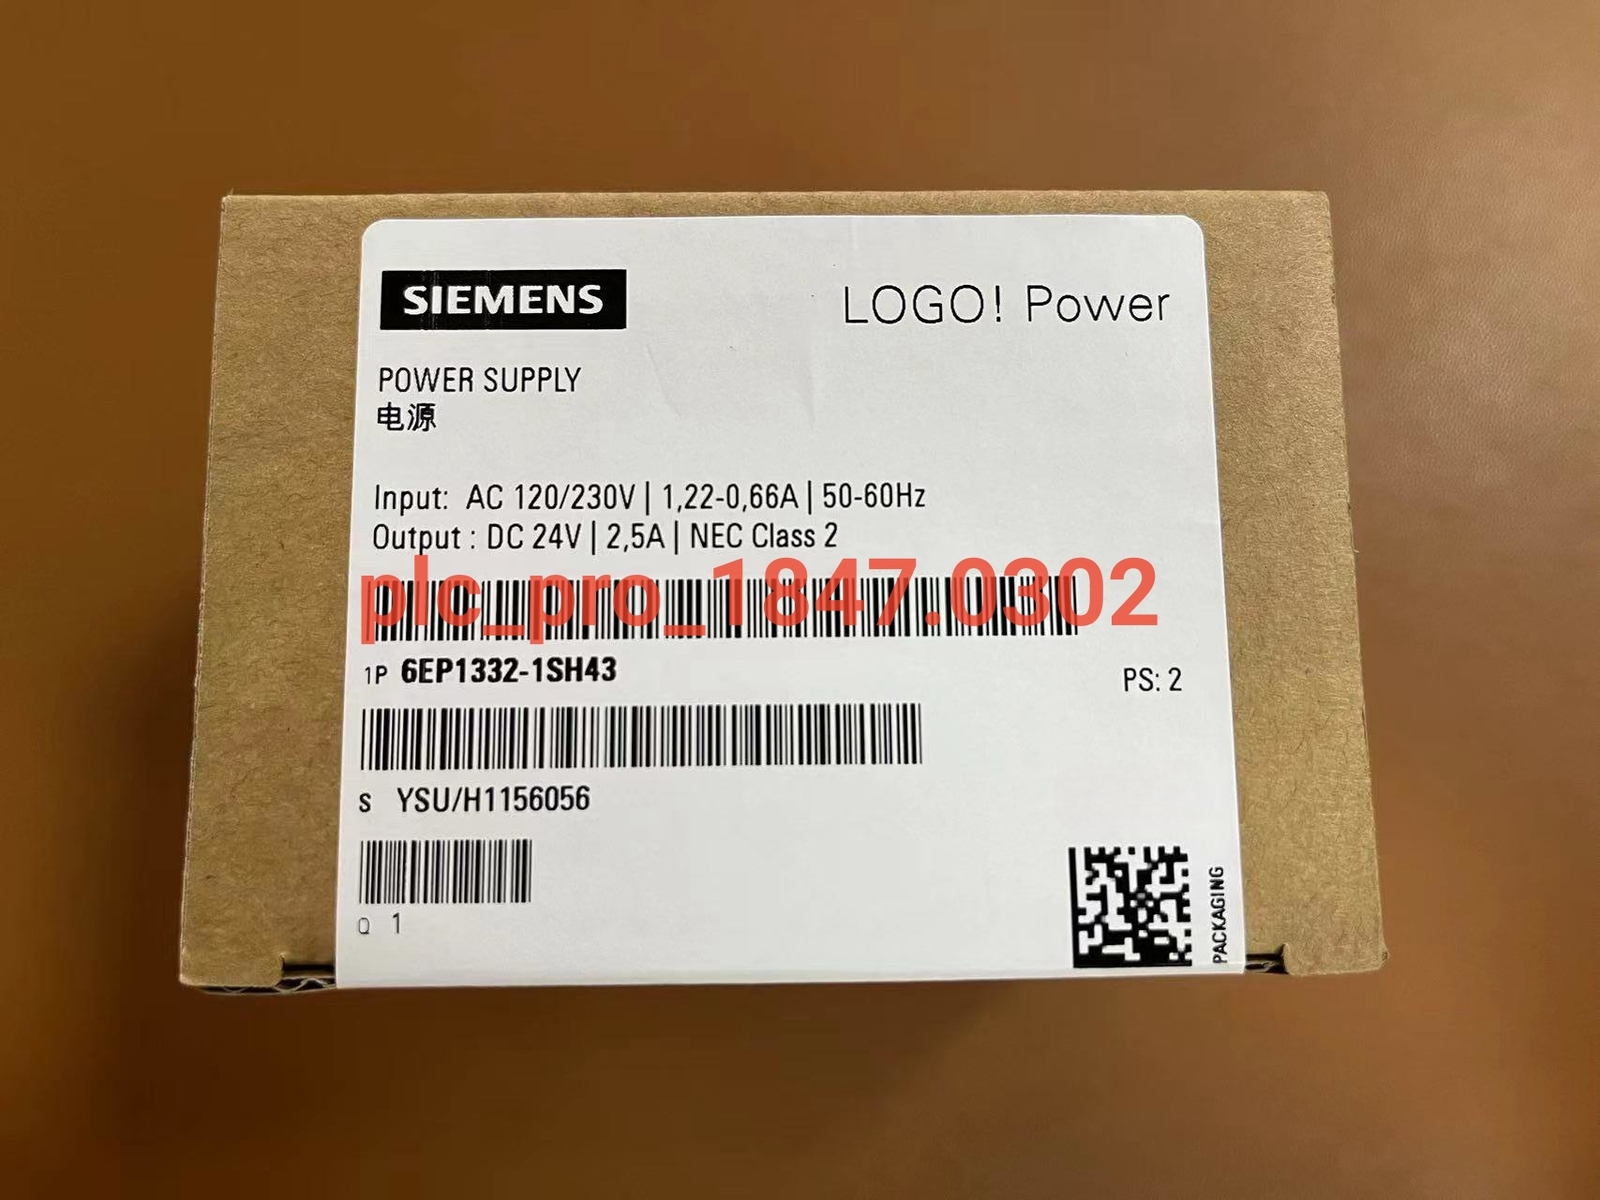 SIEMENS
LOGO! Power
POWER SUPPLY
电源
Input: AC 120/230V | 1,22-0,66A | 50-60Hz
Output : DC 24V | 2,5A | NEC Class 2
plc_pro_1847.0302
1P 6EP1332-1SH43
PS: 2
S YSU/H1156056
Q 1
PACKAGING